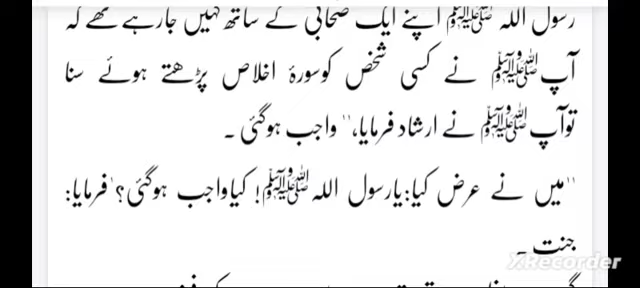 رسول اللہ ﷺ اپنے ایک صحابی کے ساتھ کہیں جارہے تھے کہ
آپ ﷺ نے کسی شخص کو سورۂ اخلاص پڑھتے ہوئے سنا
تو آپ ﷺ نے ارشاد فرمایا،'' واجب ہوگئی ۔
''میں نے عرض کیا:یارسول اللہ ﷺ! کیا واجب ہوگئی؟'فرمایا:
جنت ۔
XRecorder